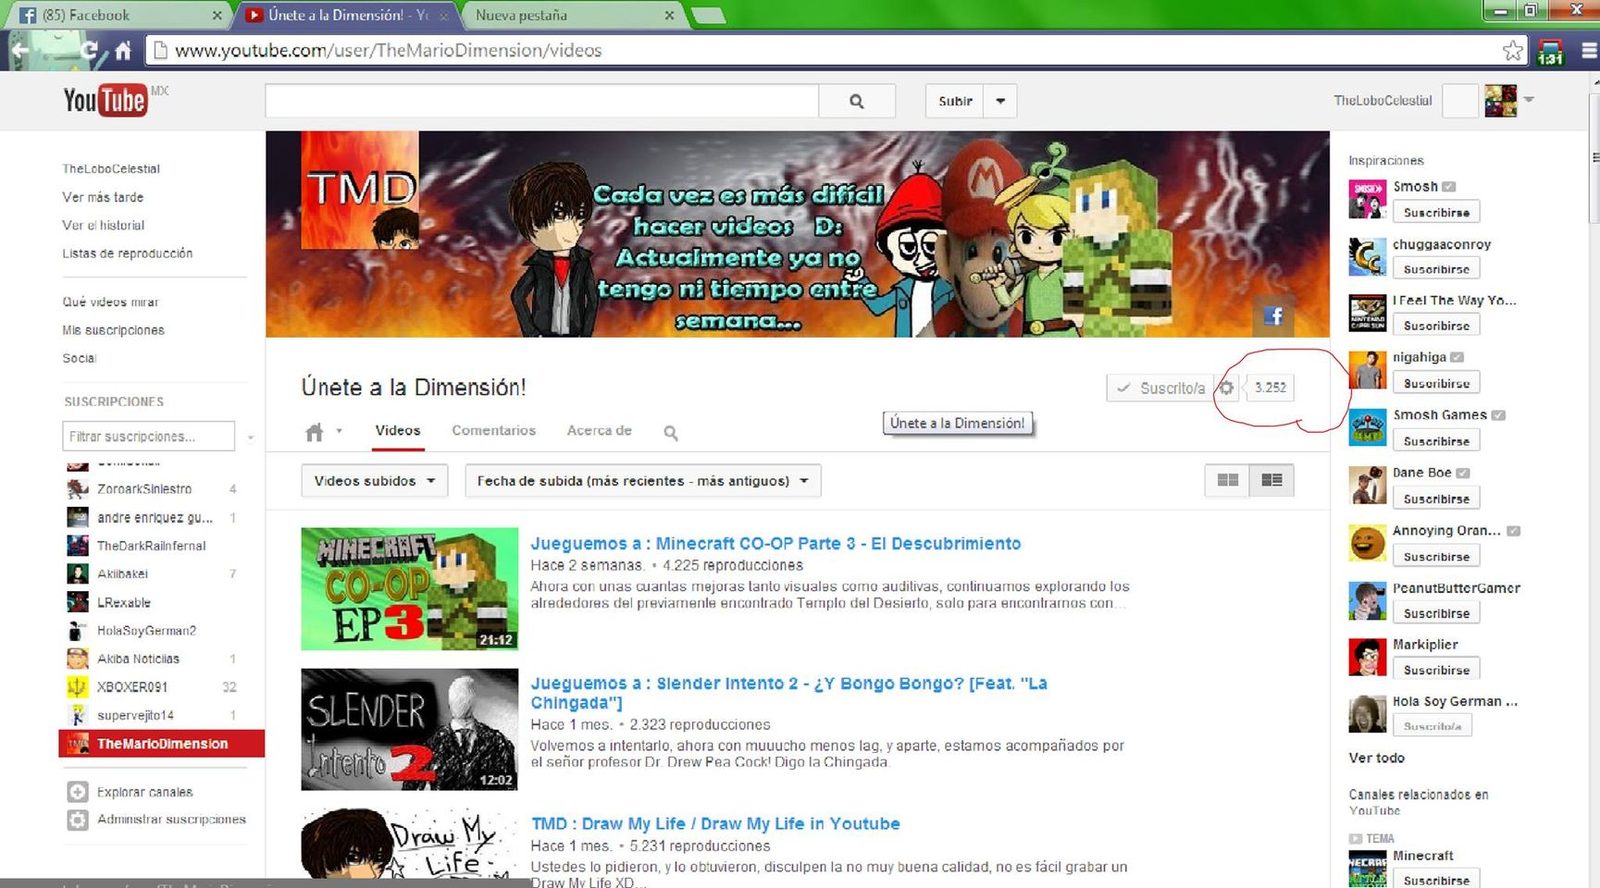 (85) Facebook
Únete a la Dimensión! - Yo
Nueva pestaña
www.youtube.com/user/TheMarioDimension/videos
1:31
YouTube MX
Subir
TheLoboCelestial
TheLoboCelestial
Ver más tarde
Ver el historial
Listas de reproducción
Qué videos mirar
Mis suscripciones
Social
SUSCRIPCIONES
Filtrar suscripciones...
ZoroarkSiniestro 4
andre enriquez gu... 1
TheDarkRaiInfernal
Akiibakei 7
LRexable
HolaSoyGerman2
Akiba Noticiias 1
XBOXER091 32
supervejito14 1
TheMarioDimension
Explorar canales
Administrar suscripciones
TMD
Cada vez es más difícil
hacer videos D:
Actualmente ya no
tengo ni tiempo entre
semana...
Únete a la Dimensión!
Suscrito/a
3.252
Videos
Comentarios
Acerca de
Únete a la Dimensión!
Videos subidos
Fecha de subida (más recientes - más antiguos)
MINECRAFT
CO-OP
EP 3
21:12
Jueguemos a : Minecraft CO-OP Parte 3 - El Descubrimiento
Hace 2 semanas. • 4.225 reproducciones
Ahora con unas cuantas mejoras tanto visuales como auditivas, continuamos explorando los
alrededores del previamente encontrado Templo del Desierto, solo para encontrarnos con...
SLENDER
Intento 2
12:02
Jueguemos a : Slender Intento 2 - ¿Y Bongo Bongo? [Feat. "La
Chingada"]
Hace 1 mes. • 2.323 reproducciones
Volvemos a intentarlo, ahora con muuucho menos lag, y aparte, estamos acompañados por
el señor profesor Dr. Drew Pea Cock! Digo la Chingada.
Draw My
Life
TMD : Draw My Life / Draw My Life in Youtube
Hace 1 mes. • 5.231 reproducciones
Ustedes lo pidieron, y lo obtuvieron, disculpen la no muy buena calidad, no es fácil grabar un
Draw My Life XD...
Inspiraciones
Smosh
Suscribirse
chuggaaconroy
Suscribirse
I Feel The Way Yo...
Suscribirse
nigahiga
Suscribirse
Smosh Games
Suscribirse
Dane Boe
Suscribirse
Annoying Oran...
Suscribirse
PeanutButterGamer
Suscribirse
Markiplier
Suscribirse
Hola Soy German ...
Suscrito/a
Ver todo
Canales relacionados en
YouTube
TEMA
Minecraft
Suscribirse